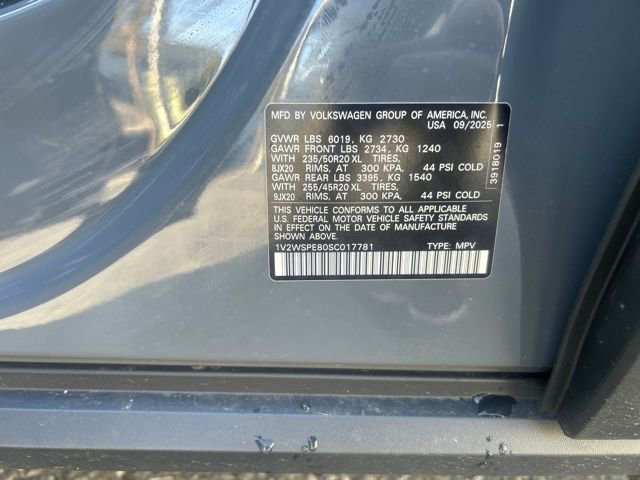 MFD BY VOLKSWAGEN GROUP OF AMERICA, INC.
USA 09/2025
GVWR LBS 6019, KG 2730
GAWR FRONT LBS 2734, KG 1240
WITH 235/50R20 XL TIRES,
8JX20 RIMS, AT 300 KPA, 44 PSI COLD
GAWR REAR LBS 3395, KG 1540
WITH 255/45R20 XL TIRES,
9JX20 RIMS, AT 300 KPA, 44 PSI COLD
THIS VEHICLE CONFORMS TO ALL APPLICABLE
U.S. FEDERAL MOTOR VEHICLE SAFETY STANDARDS
IN EFFECT ON THE DATE OF MANUFACTURE
SHOWN ABOVE.
1V2WSPE80SC017781 TYPE: MPV
3918019 1